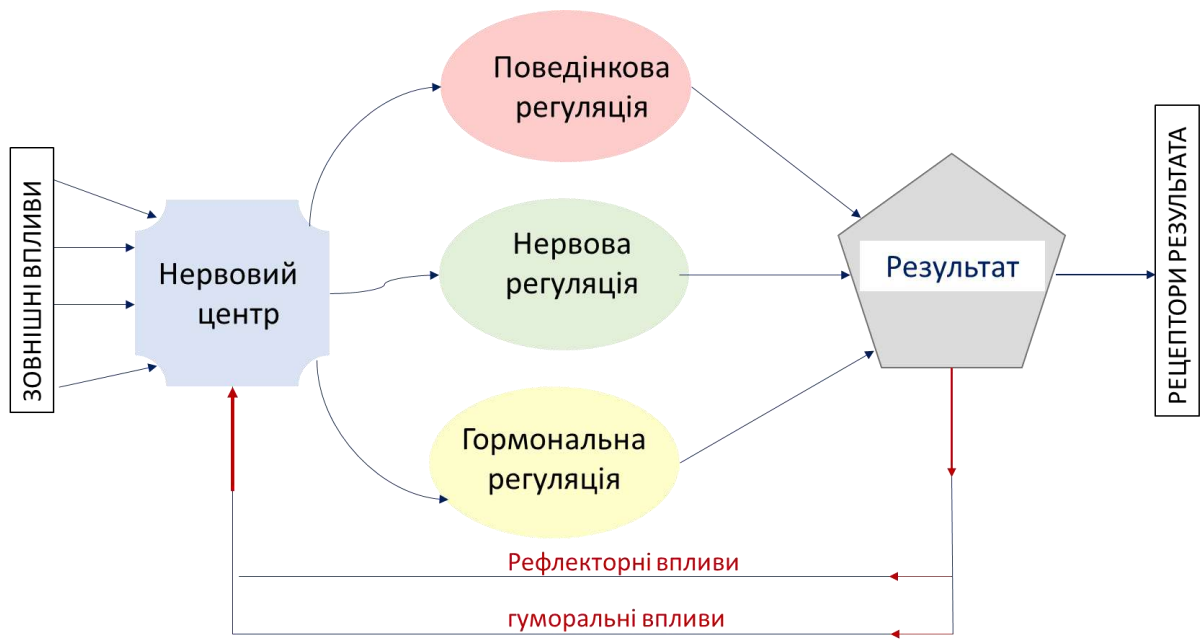 ЗОВНІШНІ ВПЛИВИ
Нервовий
центр
Поведінкова
регуляція
Нервова
регуляція
Гормональна
регуляція
Результат
РЕЦЕПТОРИ РЕЗУЛЬТАТА
Рефлекторні впливи
гуморальні впливи